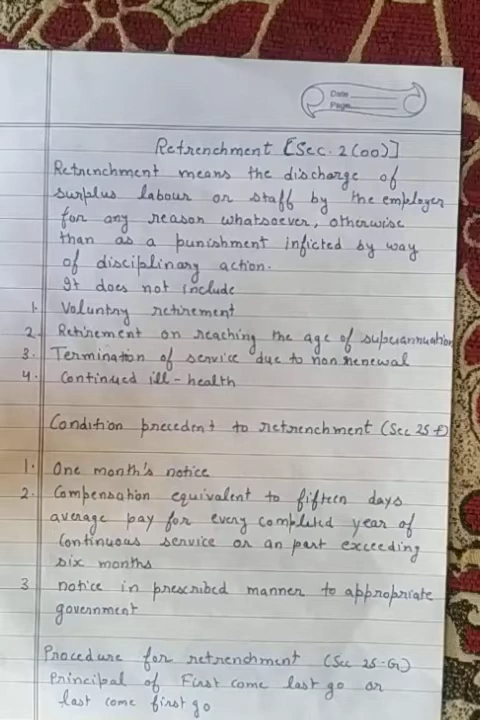 Date
Page
Retrenchment [Sec. 2(oo)]
Retrenchment means the discharge of
surplus labour or staff by the employer
for any reason whatsoever, otherwise
than as a punishment inficted by way
of disciplinary action.
It does not include
1. Voluntry retirement
2. Retirement on reaching the age of superannuation
3. Termination of service due to non renewal
4. Continued ill-health
Condition precedent to retrenchment (Sec 25 f)
1. One month's notice
2. Compensation equivalent to fifteen days
average pay for every completed year of
continuous service or an part exceeding
six months
3 notice in prescribed manner to appropriate
government
Procedure for retrenchment (Sec 25-G)
Principal of First come last go or
last come first go